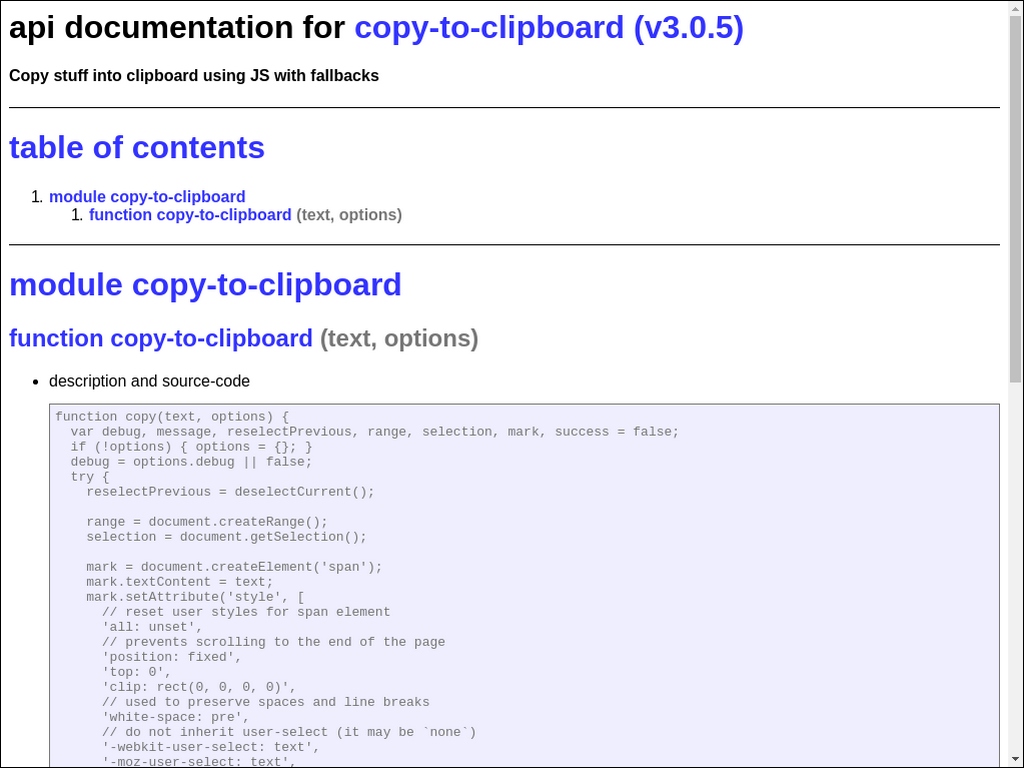 api documentation for copy-to-clipboard (v3.0.5)
Copy stuff into clipboard using JS with fallbacks
table of contents
1. module copy-to-clipboard
1. function copy-to-clipboard (text, options)
module copy-to-clipboard
function copy-to-clipboard (text, options)
• description and source-code
function copy(text, options) {
  var debug, message, reselectPrevious, range, selection, mark, success = false;
  if (!options) { options = {}; }
  debug = options.debug || false;
  try {
    reselectPrevious = deselectCurrent();

    range = document.createRange();
    selection = document.getSelection();

    mark = document.createElement('span');
    mark.textContent = text;
    mark.setAttribute('style', [
      // reset user styles for span element
      'all: unset',
      // prevents scrolling to the end of the page
      'position: fixed',
      'top: 0',
      'clip: rect(0, 0, 0, 0)',
      // used to preserve spaces and line breaks
      'white-space: pre',
      // do not inherit user-select (it may be `none`)
      '-webkit-user-select: text',
      '-moz-user-select: text',